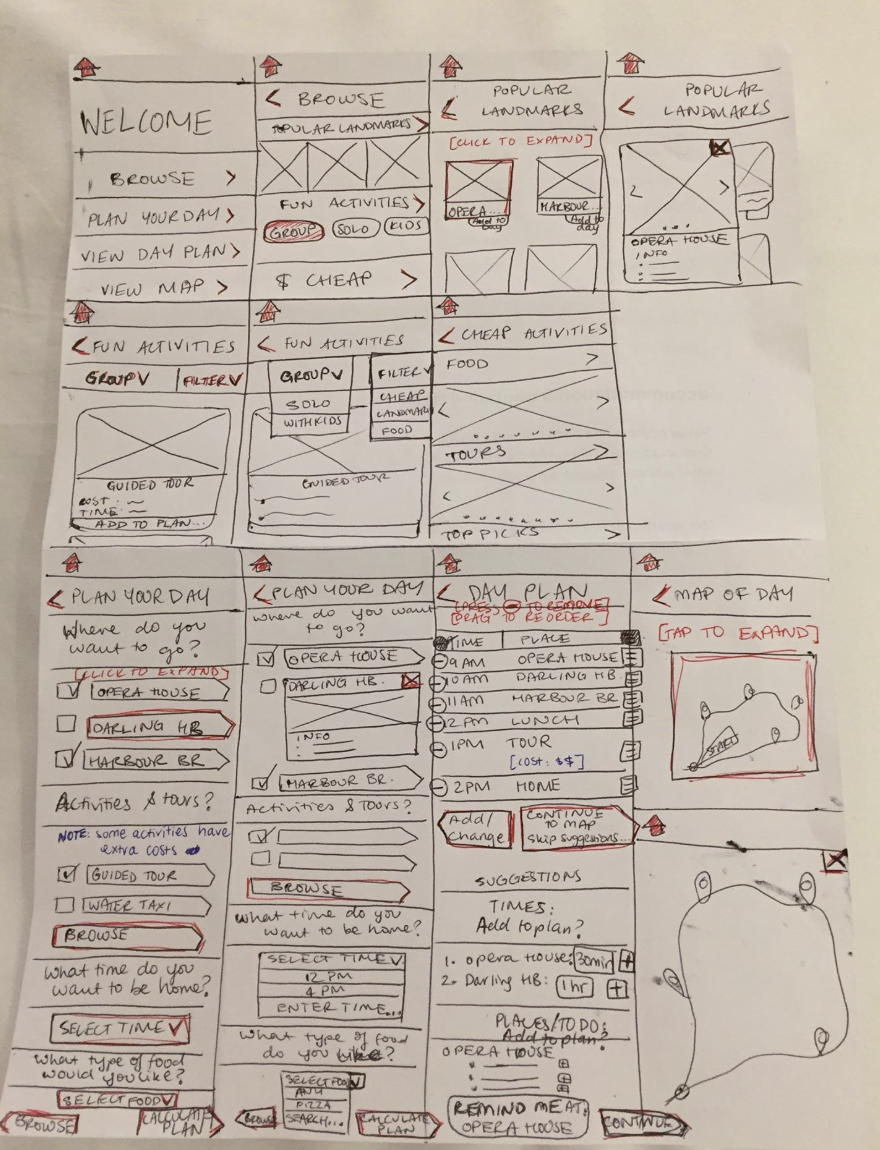 WELCOME
BROWSE >
PLAN YOUR DAY >
VIEW DAY PLAN >
VIEW MAP >
< BROWSE
POPULAR LANDMARKS >
FUN ACTIVITIES >
GROUP
SOLO
KIDS
$ CHEAP >
POPULAR
< LANDMARKS
[CLICK TO EXPAND]
OPERA...
Add to
day
HARBOUR...
Add to
day
POPULAR
< LANDMARKS
OPERA HOUSE
INFO
< FUN ACTIVITIES
GROUP V
FILTER V
GUIDED TOUR
COST: ~
TIME: ~
ADD TO PLAN...
< FUN ACTIVITIES
GROUP V
SOLO
WITH KIDS
FILTER V
CHEAP
LANDMARK
FOOD
GUIDED TOUR
< CHEAP ACTIVITIES
FOOD >
TOURS >
TOP PICKS >
< PLAN YOUR DAY
Where do you
want to go?
[CLICK TO EXPAND]
OPERA HOUSE
DARLING HB
HARBOUR BR
Activities & tours?
NOTE: some activities have
extra costs
GUIDED TOUR
WATER TAXI
BROWSE
What time do you
want to be home?
SELECT TIME V
What type of food
would you like?
SELECT FOOD V
BROWSE
CALCULATE
PLAN
< PLAN YOUR DAY
Where do you want
to go?
OPERA HOUSE
DARLING HB.
INFO
HARBOUR BR.
Activities & Tours?
BROWSE
What time do you
want to be home?
SELECT TIME V
12 PM
4 PM
ENTER TIME...
What type of food
do you like?
SELECT FOOD V
ANY
PIZZA
SEARCH...
BROWSE
CALCULATE
PLAN
< DAY PLAN
[PRESS – TO REMOVE]
[DRAG TO REORDER]
TIME PLACE
9 AM OPERA HOUSE
10 AM DARLING HB.
11AM HARBOUR BR
12 PM LUNCH
1PM TOUR
[COST: $$]
2PM HOME
Add/
Change
CONTINUE
TO MAP
skip suggestions...
SUGGESTIONS
TIMES:
Add to plan?
1. Opera House: 30min +
2. Darling HB: 1 hr +
PLACES/TO DO:
Add to plan?
OPERA HOUSE
REMIND ME AT:
OPERA HOUSE
CONTINUE
< MAP OF DAY
[TAP TO EXPAND]
START